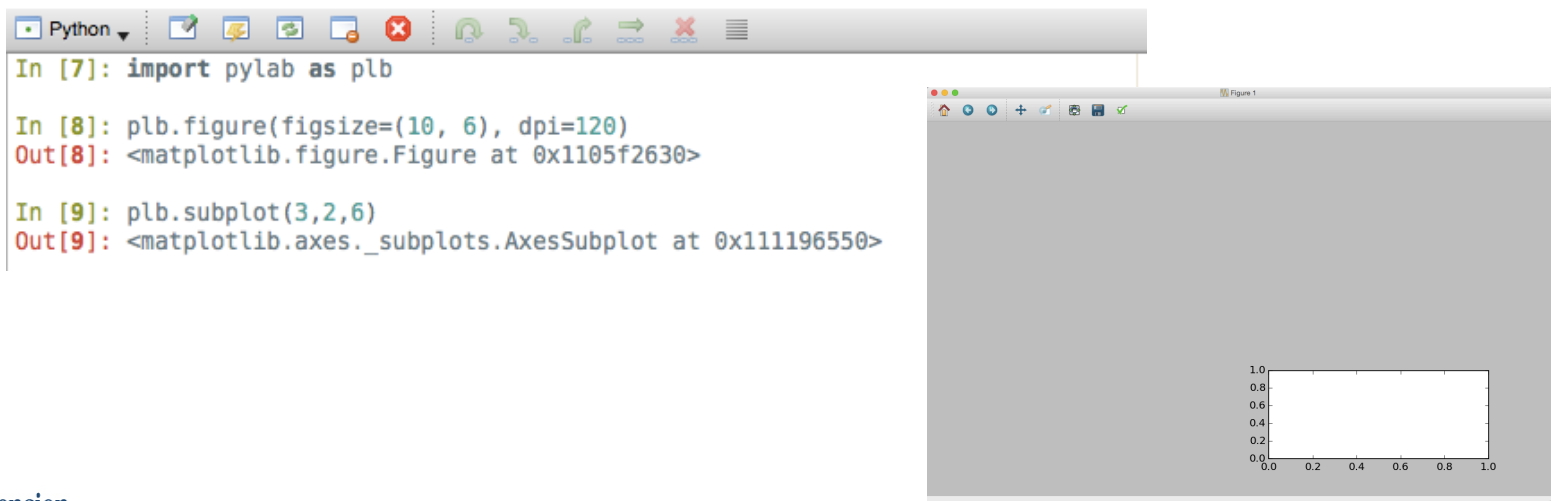 Python
In [7]: import pylab as plb
In [8]: plb.figure(figsize=(10, 6), dpi=120)
Out[8]: <matplotlib.figure.Figure at 0x1105f2630>
In [9]: plb.subplot(3,2,6)
Out[9]: <matplotlib.axes._subplots.AxesSubplot at 0x111196550>
Figure 1
1.0
0.8
0.6
0.4
0.2
0.0
0.0 0.2 0.4 0.6 0.8 1.0